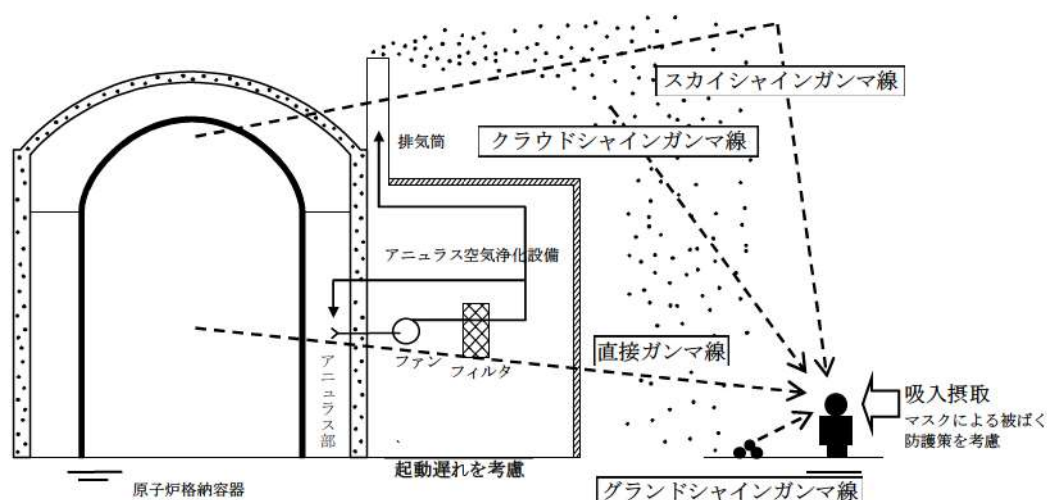 スカイシャインガンマ線
クラウドシャインガンマ線
排気筒
アニュラス空気浄化設備
直接ガンマ線
ファン
フィルタ
アニュラス部
吸入摂取
マスクによる被ばく
防護策を考慮
起動遅れを考慮
原子炉格納容器
グランドシャインガンマ線